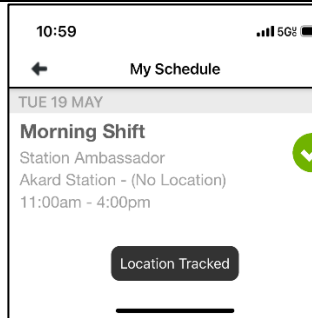 10:59
5G
My Schedule
TUE 19 MAY
Morning Shift
Station Ambassador
Akard Station - (No Location)
11:00am - 4:00pm
Location Tracked